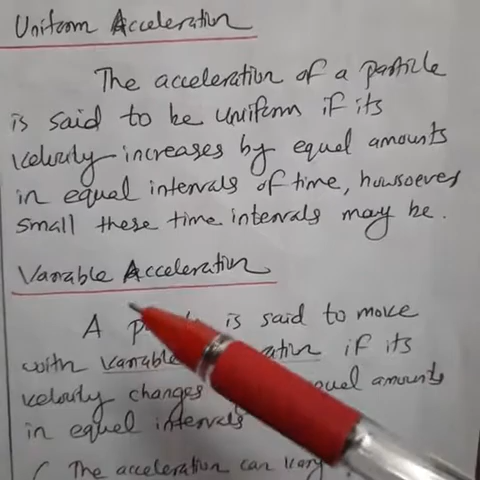 Uniform Acceleration
The acceleration of a particle
is said to be uniform if its
velocity increases by equal amounts
in equal intervals of time, howsoever
small these time intervals may be.
Variable Acceleration
A is said to move
with variable if its
velocity changes amounts
in equal intervals
( The acceleration can vary